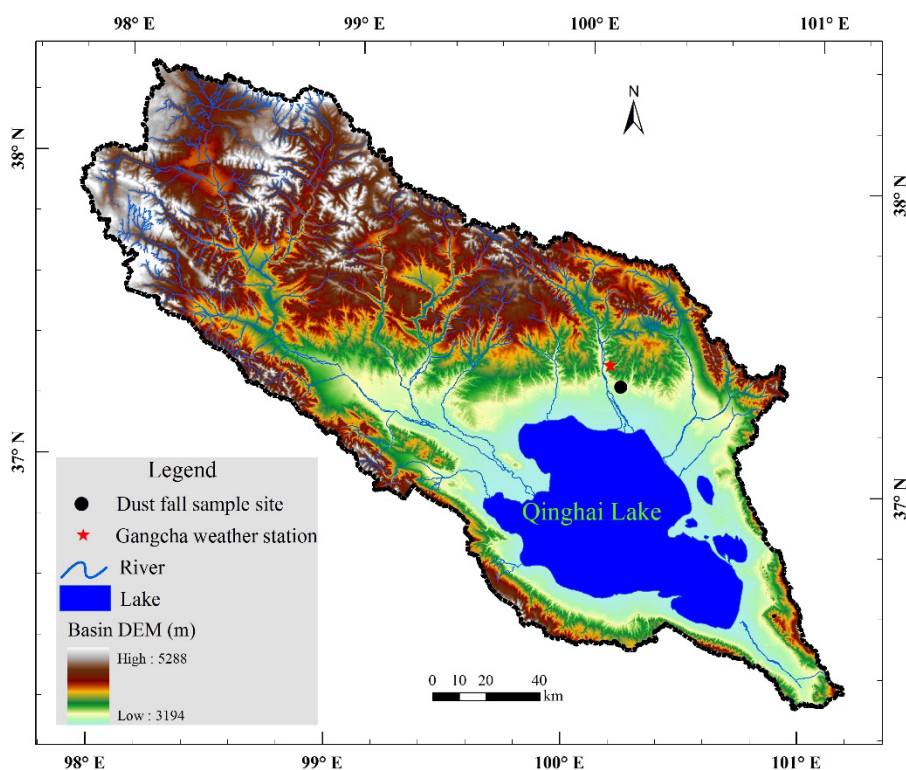 98° E 99° E 100° E 101° E
N
38° N
38° N
37° N
37° N
Qinghai Lake
Legend
Dust fall sample site
Gangcha weather station
River
Lake
Basin DEM (m)
High : 5288
Low : 3194
0 10 20 40
km
98° E 99° E 100° E 101° E